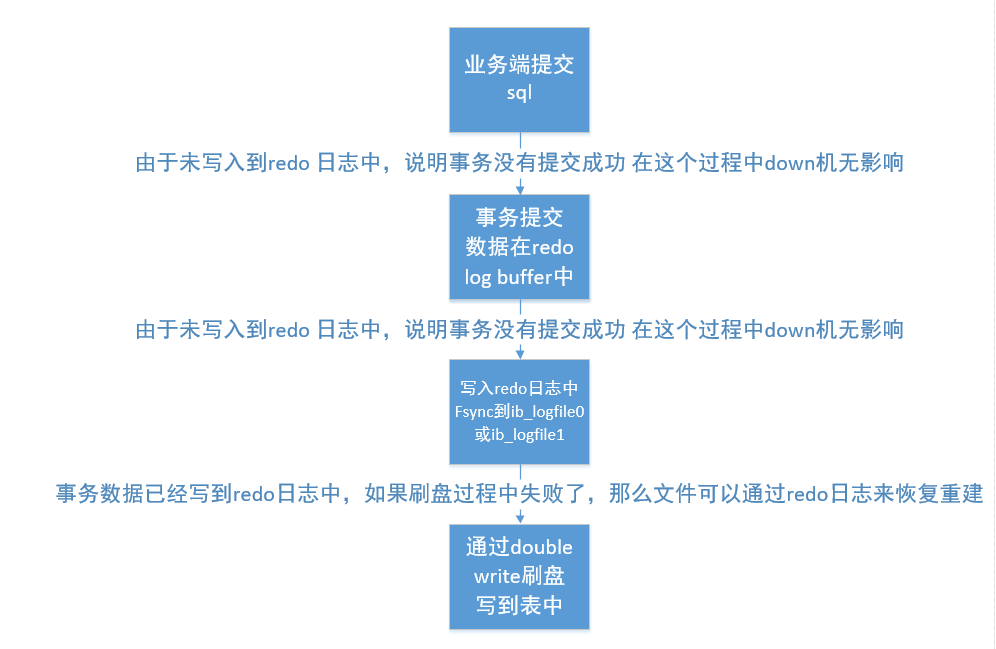 业务端提交
sql
由于未写入到redo 日志中，说明事务没有提交成功 在这个过程中down机无影响
事务提交
数据在redo
log buffer中
由于未写入到redo 日志中，说明事务没有提交成功 在这个过程中down机无影响
写入redo日志中
Fsync到ib_logfile0
或ib_logfile1
事务数据已经写到redo日志中，如果刷盘过程中失败了，那么文件可以通过redo日志来恢复重建
通过double
write刷盘
写到表中